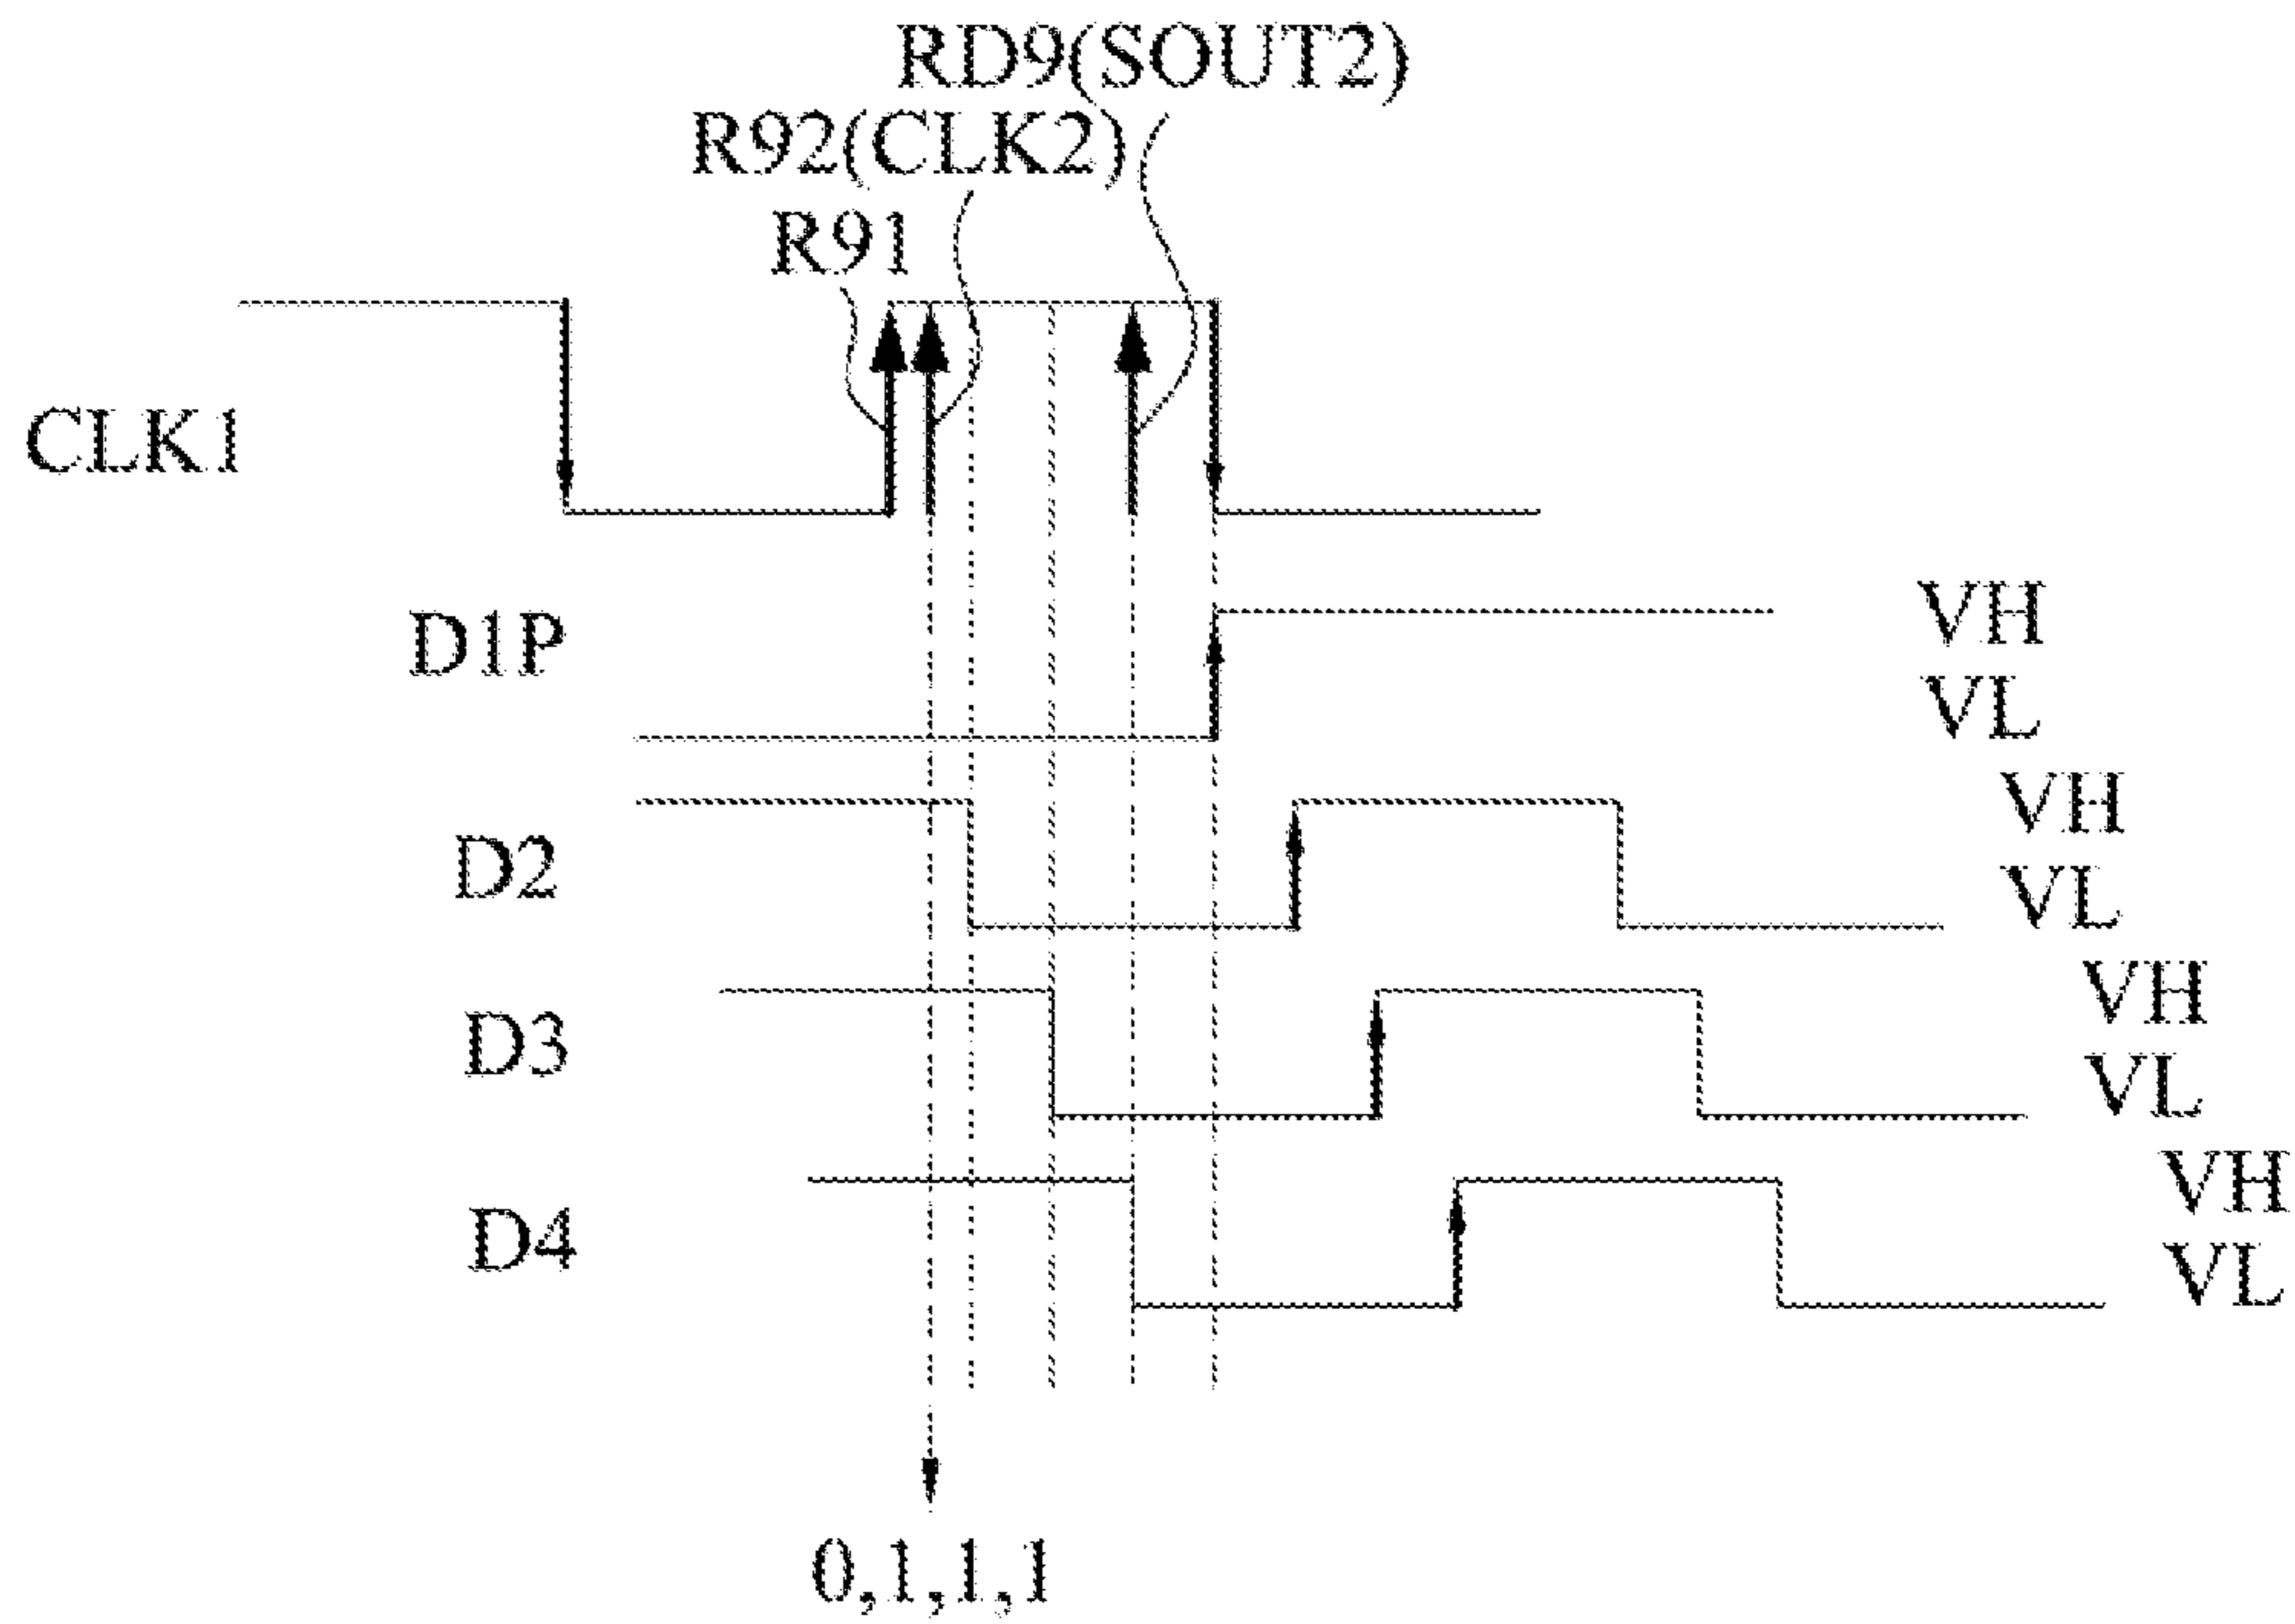 RD9(SOUT2)
R92(CLK2)
R91
CLK1
D1P
VH
VL
D2
VH
VL
D3
VH
VL
D4
VH
VL
0,1,1,1